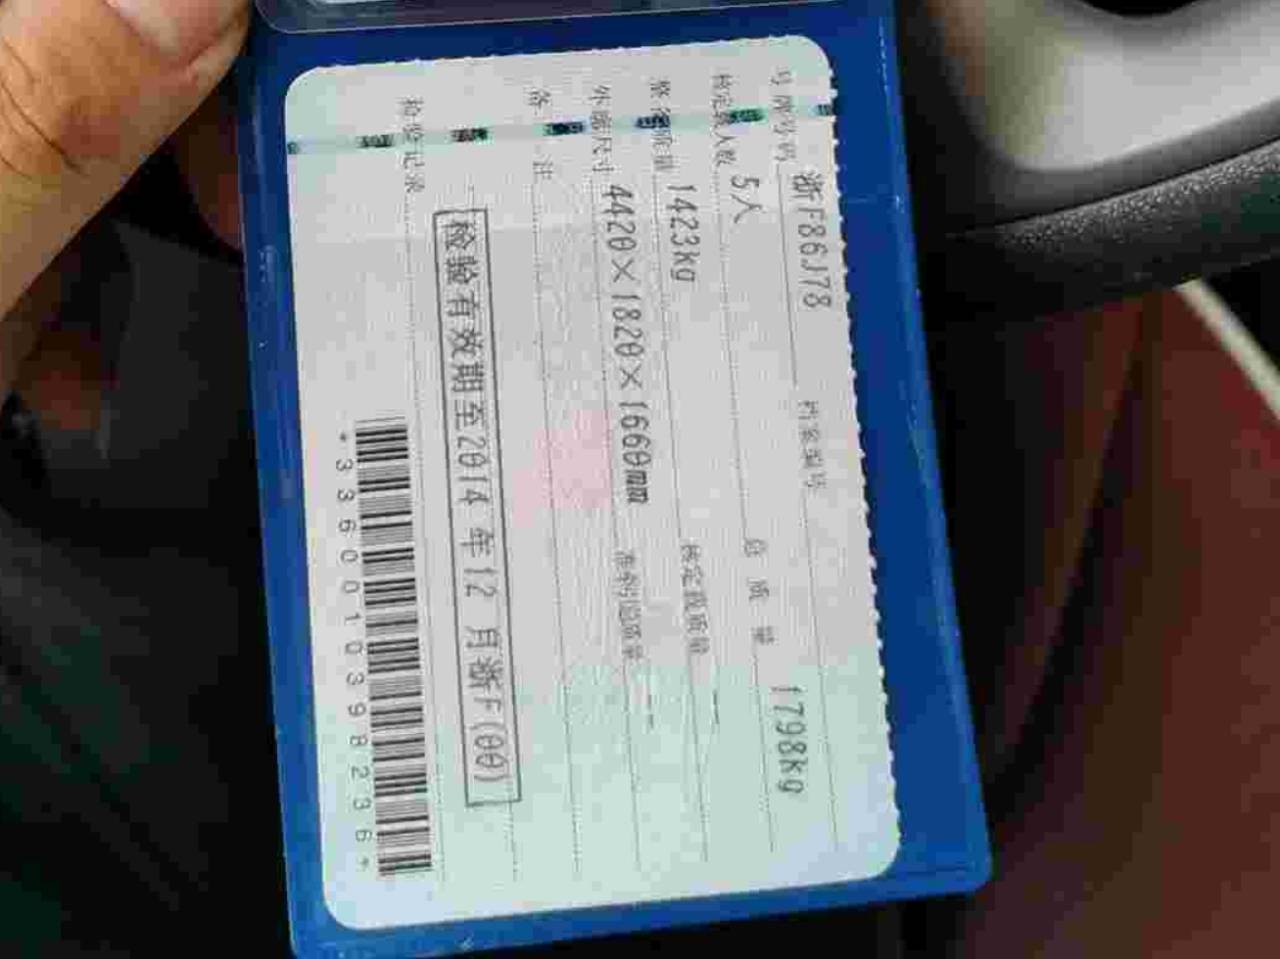 号牌号码 浙F86J78 档案编号
核定载人数 5人 总质量 1798kg
整备质量 1423kg 核定载质量 --
外廓尺寸 4420×1820×1660mm 准牵引总质量 --
备注
检验有效期至2014年12月浙F(00)
检验记录
*3360010398236*